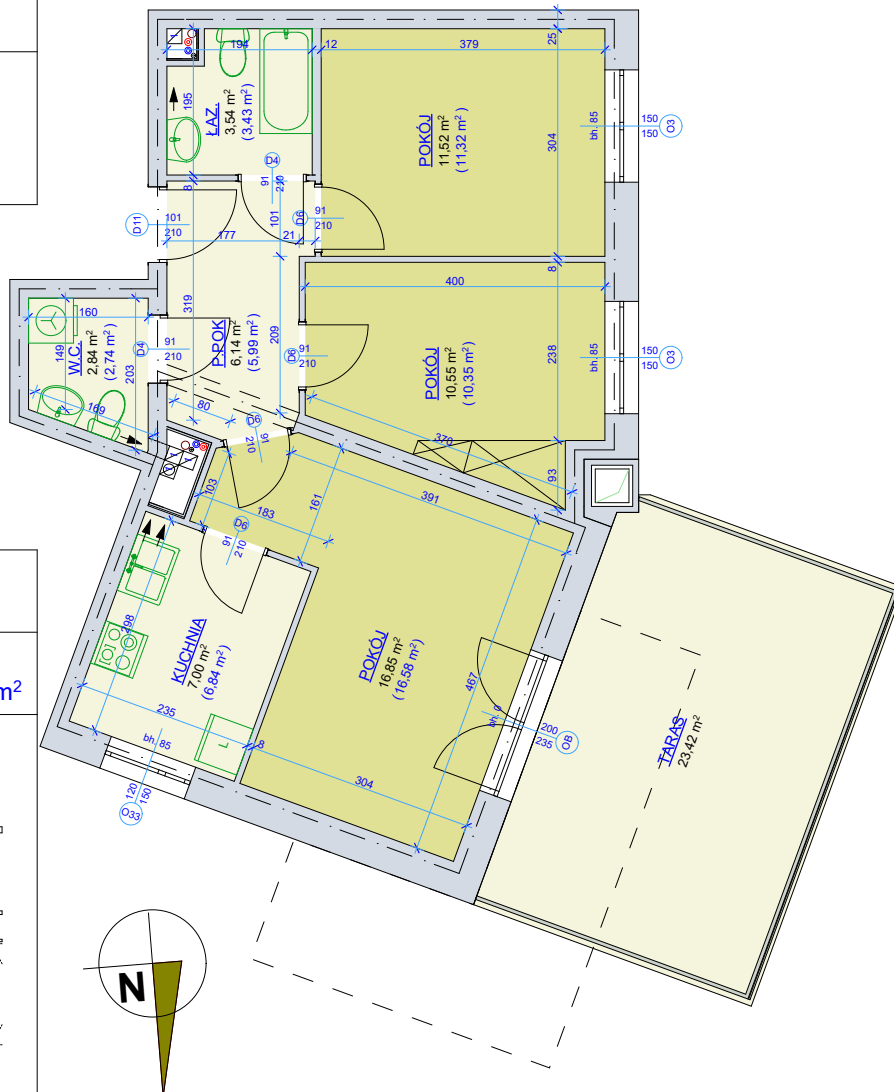 194
12
379
25
195
ŁAZ.
3,54 m²
(3,43 m²)
POKÓJ
11,52 m²
(11,32 m²)
304
bh. 85
150
150
O3
D4
91
210
8
D11
101
210
177
21
101
D6
91
210
8
400
319
209
160
149
W.C.
2,84 m²
(2,74 m²)
203
169
D4
91
210
P.POK
6,14 m²
(5,99 m²)
D6
91
210
POKÓJ
10,55 m²
(10,35 m²)
238
bh. 85
150
150
O3
80
D6
91
210
370
93
103
183
161
391
D6
91
210
298
KUCHNIA
7,00 m²
(6,84 m²)
POKÓJ
16,85 m²
(16,58 m²)
467
bh. 0
200
235
OB
TARAS
23,42 m²
m²
235
8
L
bh. 85
304
120
150
O33
N